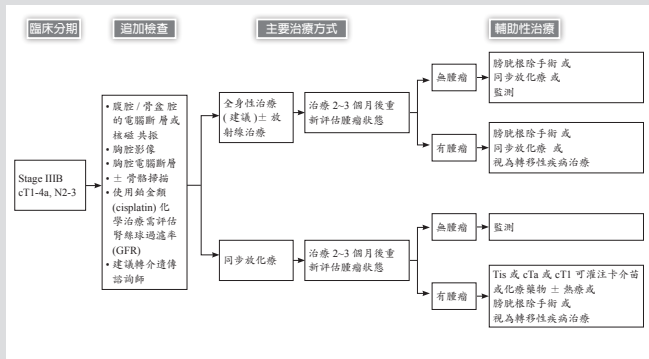 臨床分期
追加檢查
主要治療方式
輔助性治療
Stage IIIB
cT1-4a, N2-3
• 腹腔 / 骨盆腔
的電腦斷層或
核磁共振
• 胸腔影像
• 胸腔電腦斷層
• ± 骨骼掃描
• 使用鉑金類
(cisplatin) 化
學治療需評估
腎絲球過濾率
(GFR)
• 建議轉介遺傳
諮詢師
全身性治療
( 建議 )± 放
射線治療
治療 2~3 個月後重
新評估腫瘤狀態
無腫瘤
膀胱根除手術 或
同步放化療 或
監測
有腫瘤
膀胱根除手術 或
同步放化療 或
視為轉移性疾病治療
同步放化療
治療 2~3 個月後重
新評估腫瘤狀態
無腫瘤
監測
有腫瘤
Tis 或 cTa 或 cT1 可灌注卡介苗
或化療藥物 ± 熱療或
膀胱根除手術 或
視為轉移性疾病治療